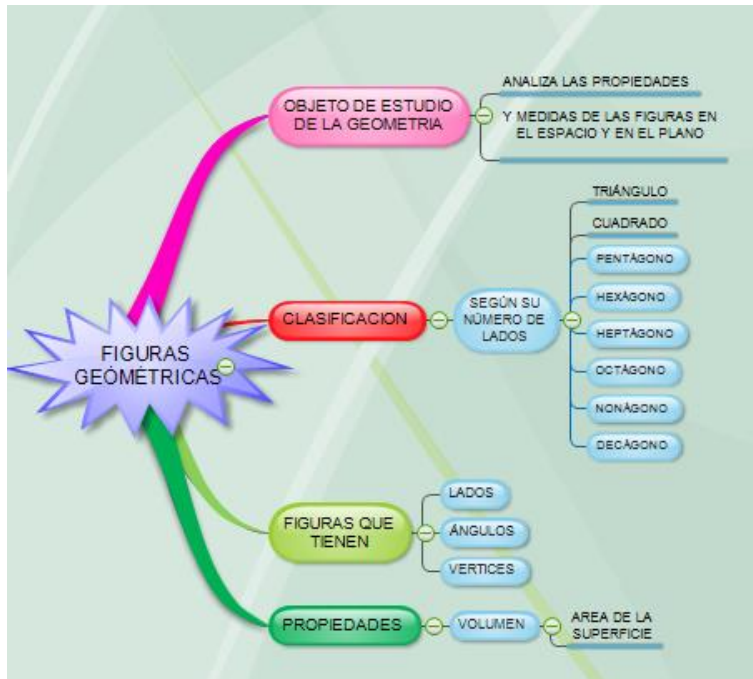 OBJETO DE ESTUDIO
DE LA GEOMETRIA
ANALIZA LAS PROPIEDADES
Y MEDIDAS DE LAS FIGURAS EN
EL ESPACIO Y EN EL PLANO
FIGURAS
GEÓMÉTRICAS
CLASIFICACION
SEGÚN SU
NÚMERO DE
LADOS
TRIÁNGULO
CUADRADO
PENTÁGONO
HEXÁGONO
HEPTÁGONO
OCTÁGONO
NONÁGONO
DECÁGONO
FIGURAS QUE
TIENEN
LADOS
ÁNGULOS
VERTICES
PROPIEDADES
VOLUMEN
AREA DE LA
SUPERFICIE